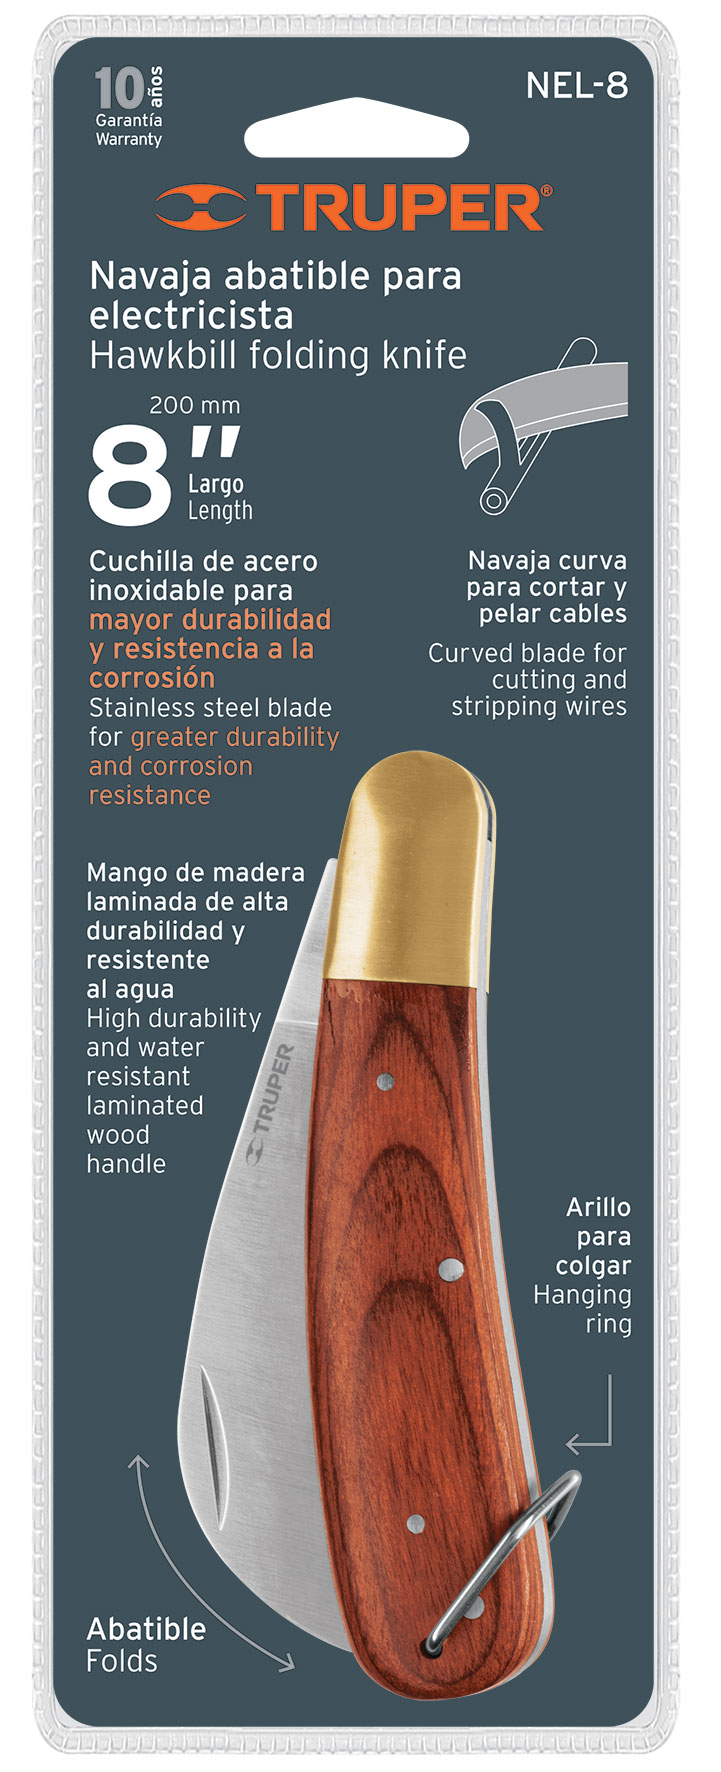 10 años
Garantía
Warranty
NEL-8
TRUPER®
Navaja abatible para
electricista
Hawkbill folding knife
200 mm
8"
Largo
Length
Cuchilla de acero
inoxidable para
mayor durabilidad
y resistencia a la
corrosión
Stainless steel blade
for greater durability
and corrosion
resistance
Navaja curva
para cortar y
pelar cables
Curved blade for
cutting and
stripping wires
Mango de madera
laminada de alta
durabilidad y
resistente
al agua
High durability
and water
resistant
laminated
wood
handle
TRUPER
Arillo
para
colgar
Hanging
ring
Abatible
Folds